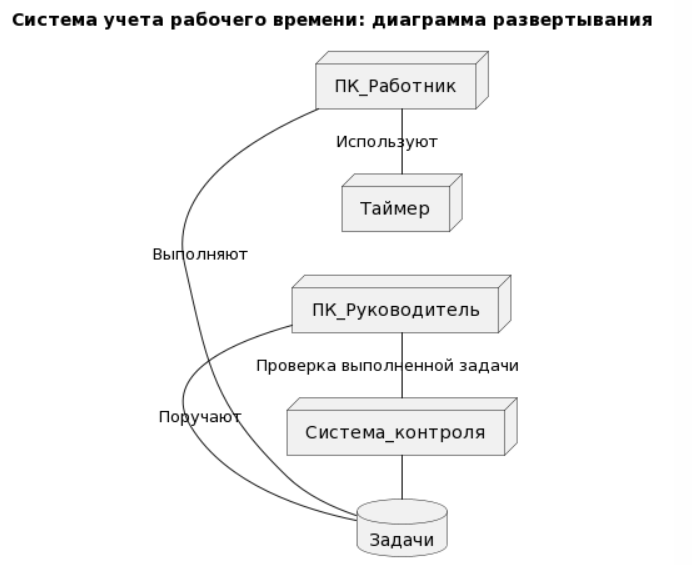 Система учета рабочего времени: диаграмма развертывания
ПК_Работник
Используют
Таймер
Выполняют
ПК_Руководитель
Проверка выполненной задачи
Поручают
Система_контроля
Задачи